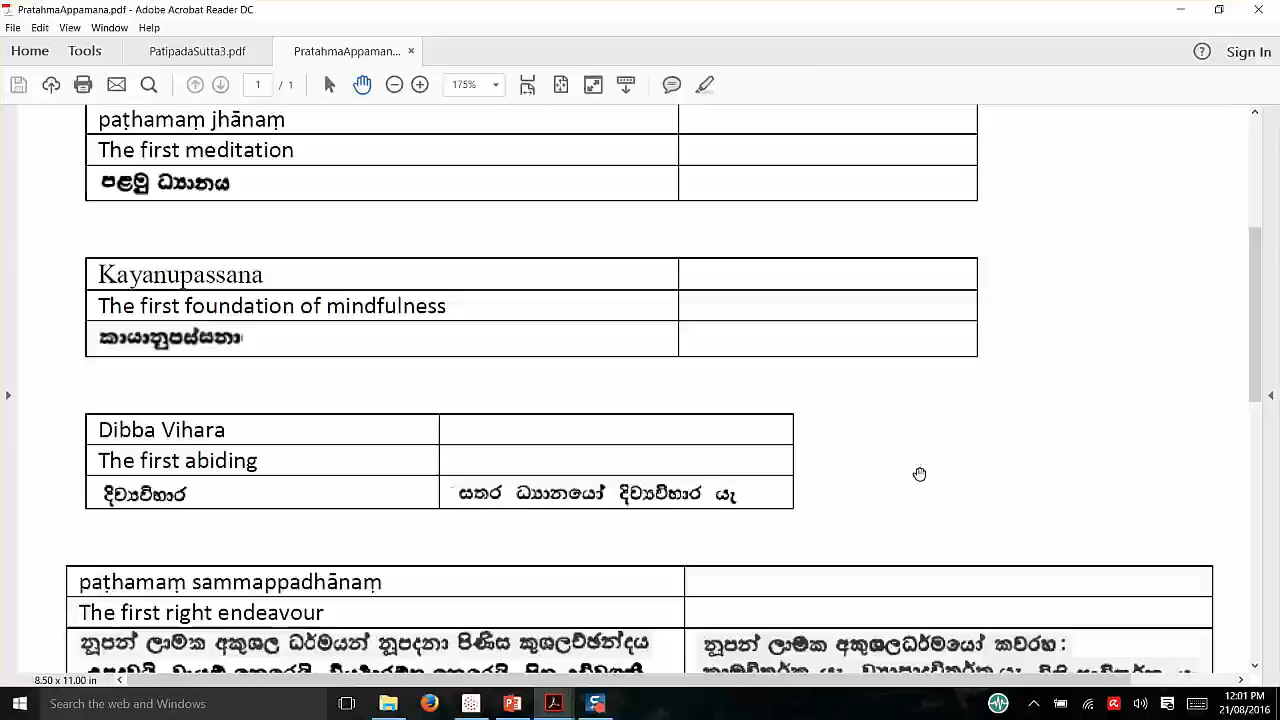 PratahmaAppamana.pdf - Adobe Acrobat Reader DC
File Edit View Window Help
Home Tools PatipadaSutta3.pdf PratahmaAppaman... × Sign In
1 / 1 175%
paṭhamaṃ jhānaṃ
The first meditation
පළමු ධ්‍යානය
Kayanupassana
The first foundation of mindfulness
කායානුපස්සනා
Dibba Vihara
The first abiding
දිව්‍යවිහාර සතර ධ්‍යානයෝ දිව්‍යවිහාර යැ
paṭhamaṃ sammappadhānaṃ
The first right endeavour
නූපන් ලාමක අකුශල ධර්මයන් නූපදනා පිණිස කුශලච්ඡන්දය නූපන් ලාමක අකුශලධර්මයෝ කවරහ :
8.50 x 11.00 in
Search the web and Windows
12:01 PM
21/08/2016